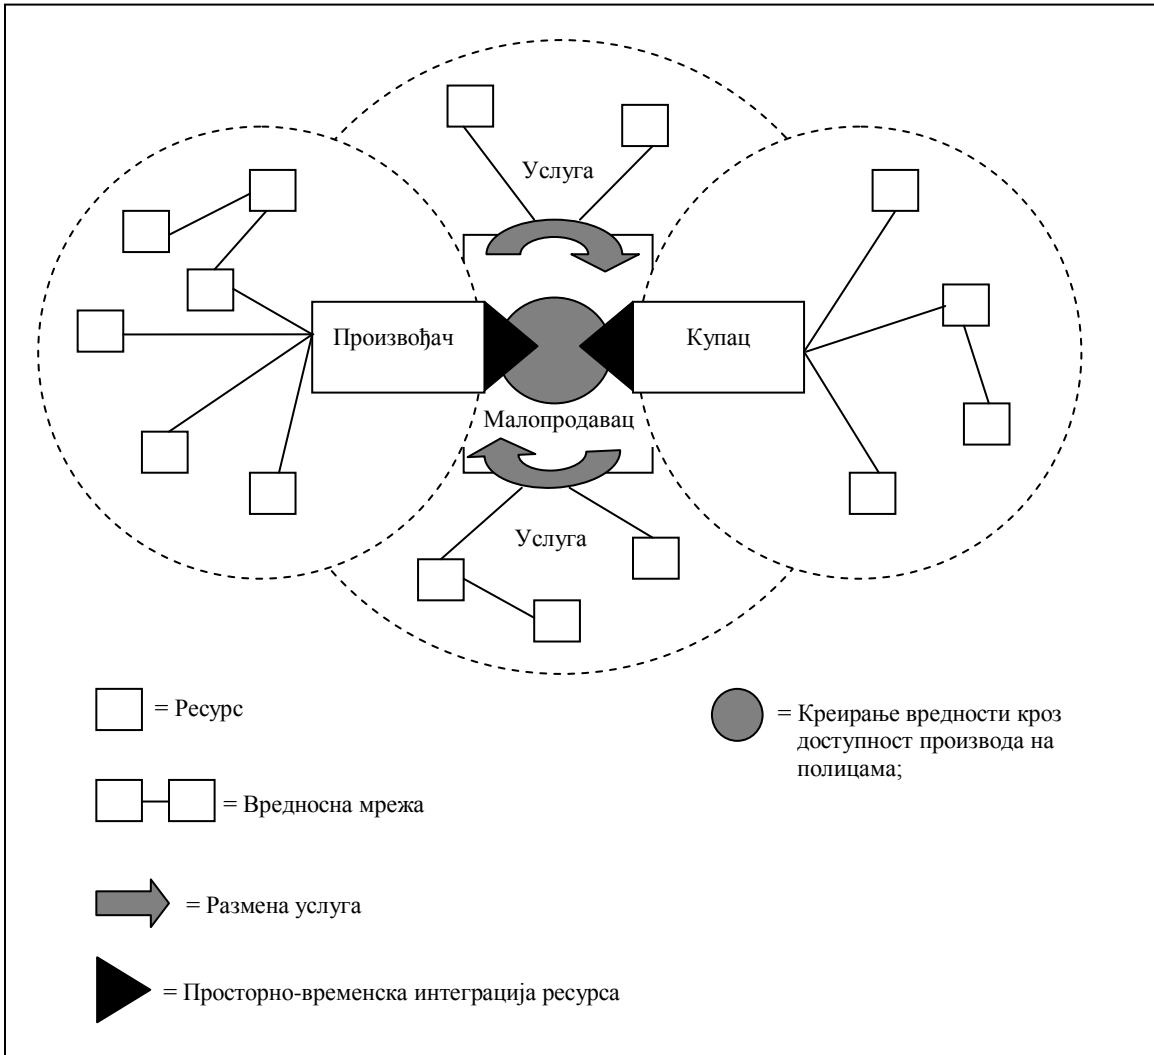 Услуга
Произвођач
Купац
Малопродавац
Услуга
= Ресурс
= Креирање вредности кроз
доступност производа на
полицама;
= Вредносна мрежа
= Размена услуга
= Просторно-временска интеграција ресурса